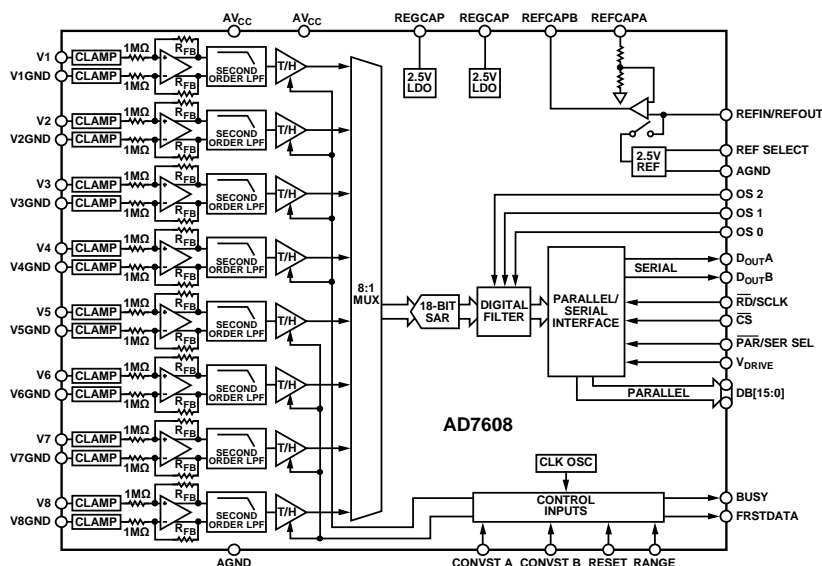 AVCC AVCC REGCAP REGCAP REFCAPB REFCAPA
V1 CLAMP 1MΩ RFB
V1GND CLAMP 1MΩ RFB
SECOND ORDER LPF
T/H
V2 CLAMP 1MΩ RFB
V2GND CLAMP 1MΩ RFB
SECOND ORDER LPF
T/H
V3 CLAMP 1MΩ RFB
V3GND CLAMP 1MΩ RFB
SECOND ORDER LPF
T/H
V4 CLAMP 1MΩ RFB
V4GND CLAMP 1MΩ RFB
SECOND ORDER LPF
T/H
V5 CLAMP 1MΩ RFB
V5GND CLAMP 1MΩ RFB
SECOND ORDER LPF
T/H
V6 CLAMP 1MΩ RFB
V6GND CLAMP 1MΩ RFB
SECOND ORDER LPF
T/H
V7 CLAMP 1MΩ RFB
V7GND CLAMP 1MΩ RFB
SECOND ORDER LPF
T/H
V8 CLAMP 1MΩ RFB
V8GND CLAMP 1MΩ RFB
SECOND ORDER LPF
T/H
AGND
8:1
MUX
2.5V
LDO
2.5V
LDO
REFIN/REFOUT
2.5V
REF
REF SELECT
AGND
OS 2
OS 1
OS 0
18-BIT
SAR
DIGITAL
FILTER
PARALLEL/
SERIAL
INTERFACE
SERIAL
DOUTA
DOUTB
RD/SCLK
CS
PAR/SER SEL
VDRIVE
PARALLEL
DB[15:0]
AD7608
CLK OSC
CONTROL
INPUTS
BUSY
FRSTDATA
CONVST A CONVST B RESET RANGE